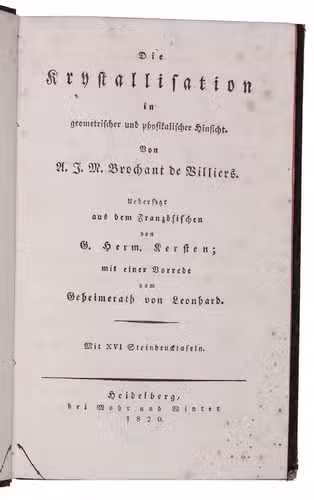 Die
Krystallisation
in
geometrischer und physikalischer Hinsicht.
Von
A. J. M. Brochant de Villiers.
Uebersetzt
aus dem Französischen
von
G. Herm. Kersten;
mit einer Vorrede
vom
Geheimerath von Leonhard.
Mit XVI Steindrucktafeln.
Heidelberg,
bei Mohr und Winter
1820.